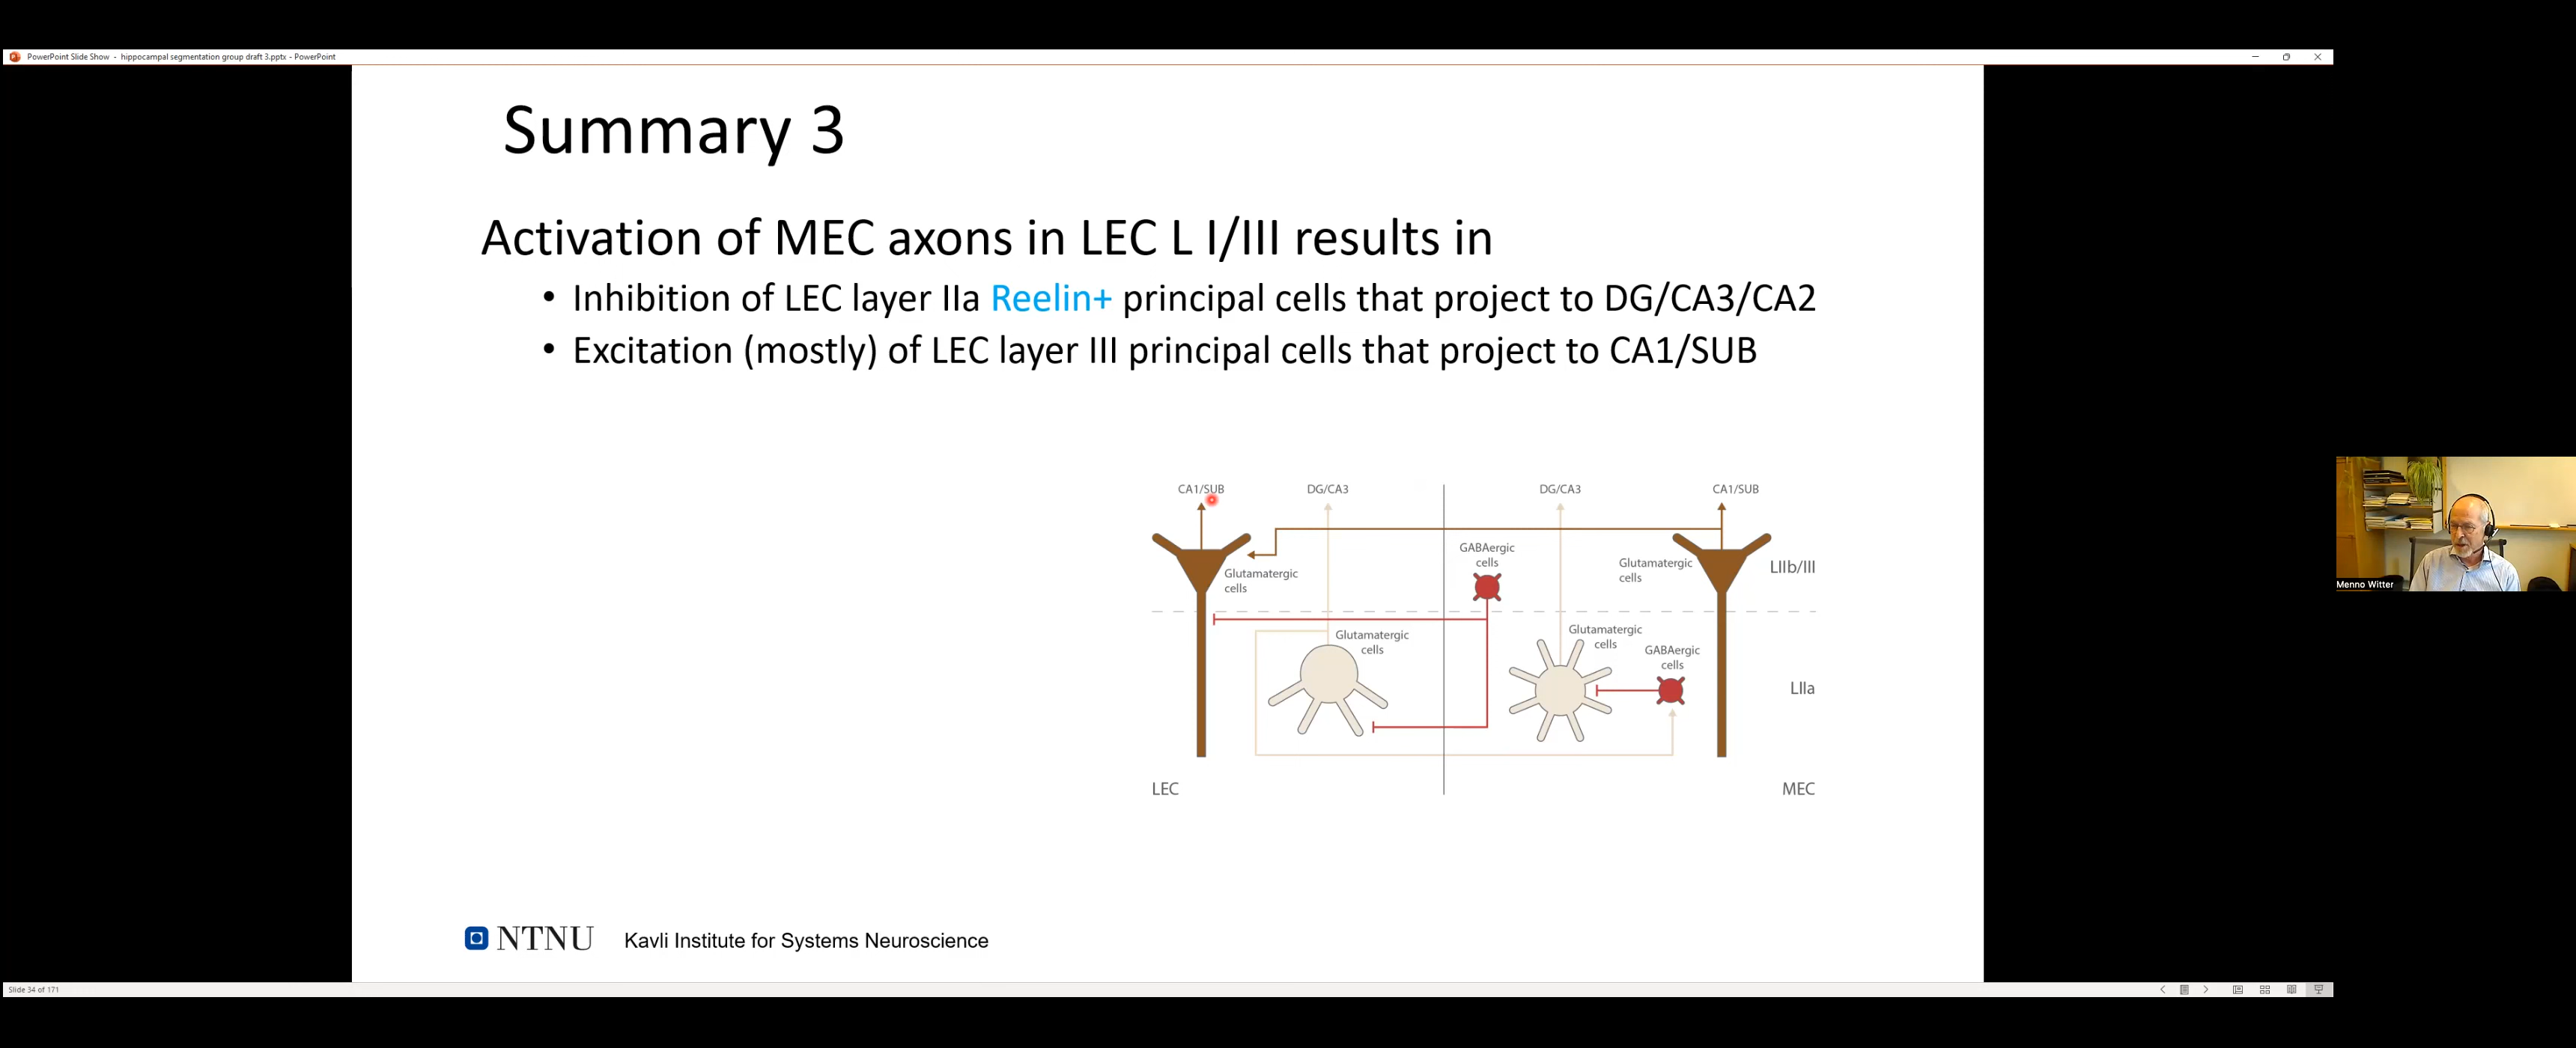 PowerPoint Slide Show - hippocampal segmentation group draft 3.pptx - PowerPoint
Summary 3
Activation of MEC axons in LEC L I/III results in
• Inhibition of LEC layer IIa Reelin+ principal cells that project to DG/CA3/CA2
• Excitation (mostly) of LEC layer III principal cells that project to CA1/SUB
CA1/SUB
DG/CA3
DG/CA3
CA1/SUB
GABAergic
cells
Glutamatergic
cells
Glutamatergic
cells
LIIb/III
Glutamatergic
cells
Glutamatergic
cells
GABAergic
cells
LIIa
LEC
MEC
Menno Witter
NTNU
Kavli Institute for Systems Neuroscience
Slide 34 of 171